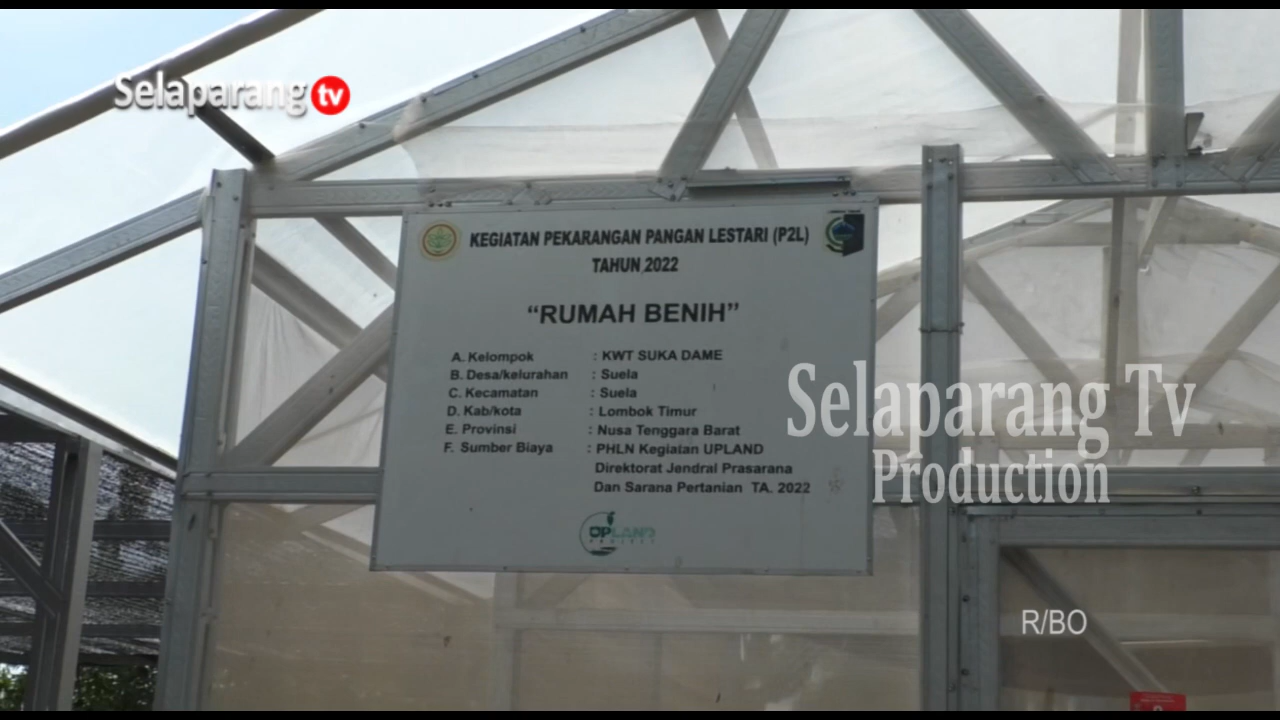 Selaparang tv
KEGIATAN PEKARANGAN PANGAN LESTARI (P2L)
TAHUN 2022
“RUMAH BENIH”
A. Kelompok : KWT SUKA DAME
B. Desa/kelurahan : Suela
C. Kecamatan : Suela
D. Kab/kota : Lombok Timur
E. Provinsi : Nusa Tenggara Barat
F. Sumber Biaya : PHLN Kegiatan UPLAND
Direktorat Jendral Prasarana
Dan Sarana Pertanian TA. 2022
UPLAND
PROJECT
Selaparang Tv
Production
R/BO